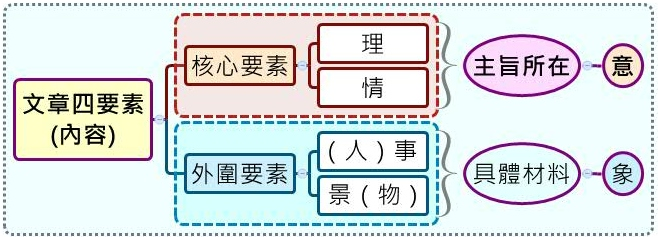 文章四要素
(內容)
核心要素
理
情
主旨所在
意
外圍要素
(人)事
景(物)
具體材料
象